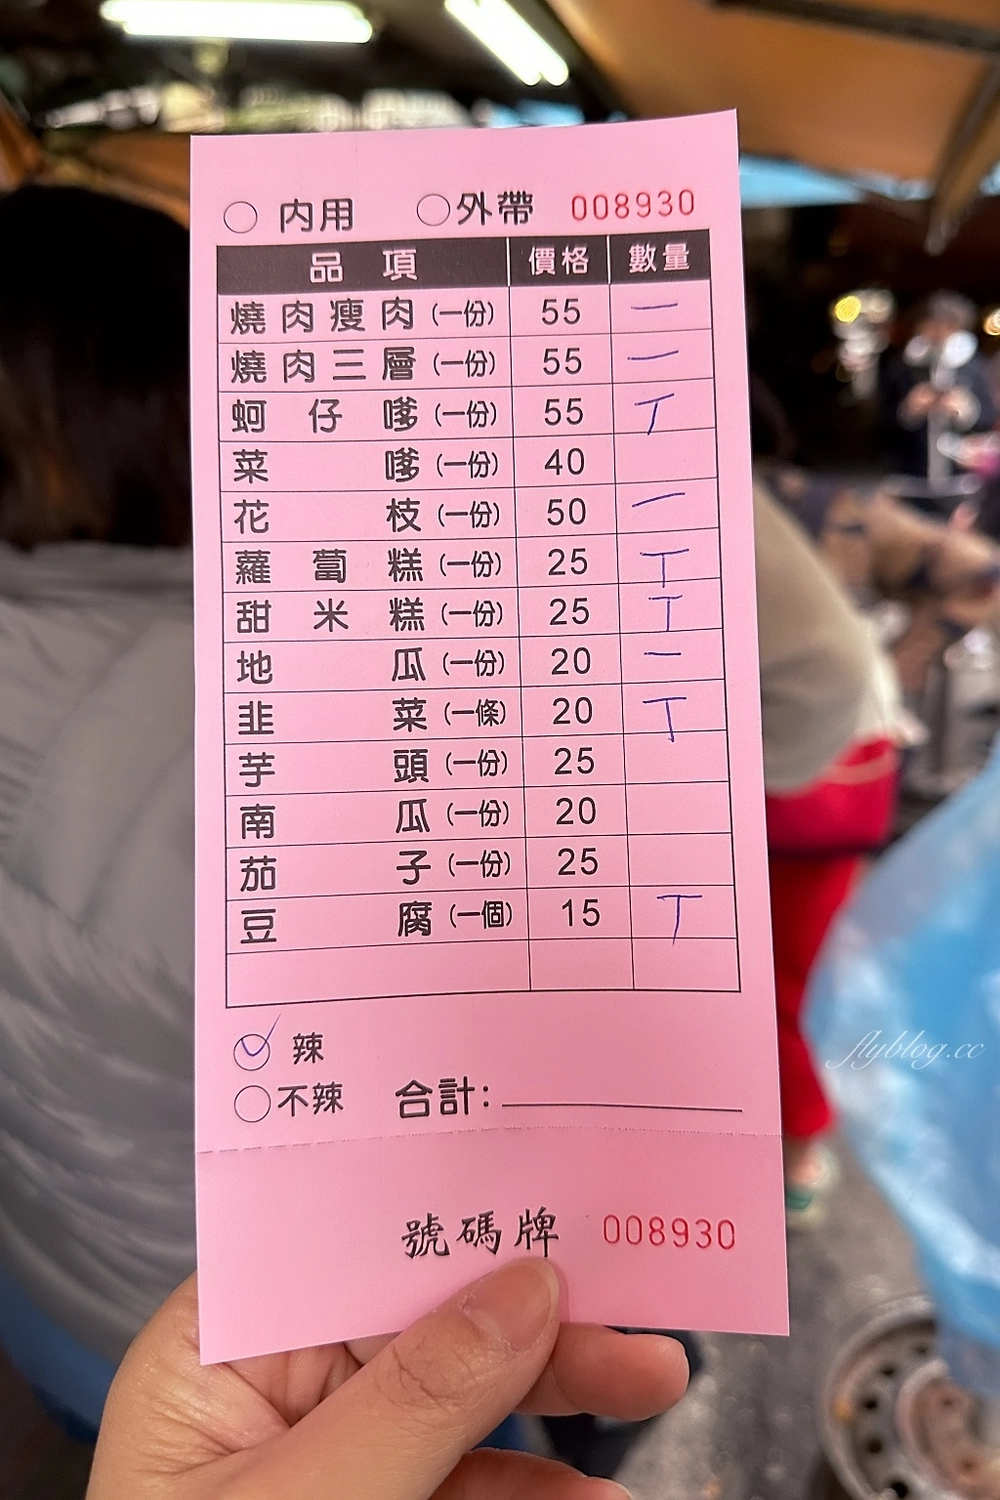 ○ 內用 ○外帶 008930
品項 價格 數量
燒肉瘦肉(一份) 55 一
燒肉三層(一份) 55 一
蚵仔嗲(一份) 55 丅
菜嗲(一份) 40
花枝(一份) 50 一
蘿蔔糕(一份) 25 丅
甜米糕(一份) 25 丅
地瓜(一份) 20 一
韭菜(一條) 20 丅
芋頭(一份) 25
南瓜(一份) 20
茄子(一份) 25
豆腐(一個) 15 丅
✓ 辣
○不辣 合計:
號碼牌 008930
flyblog.cc